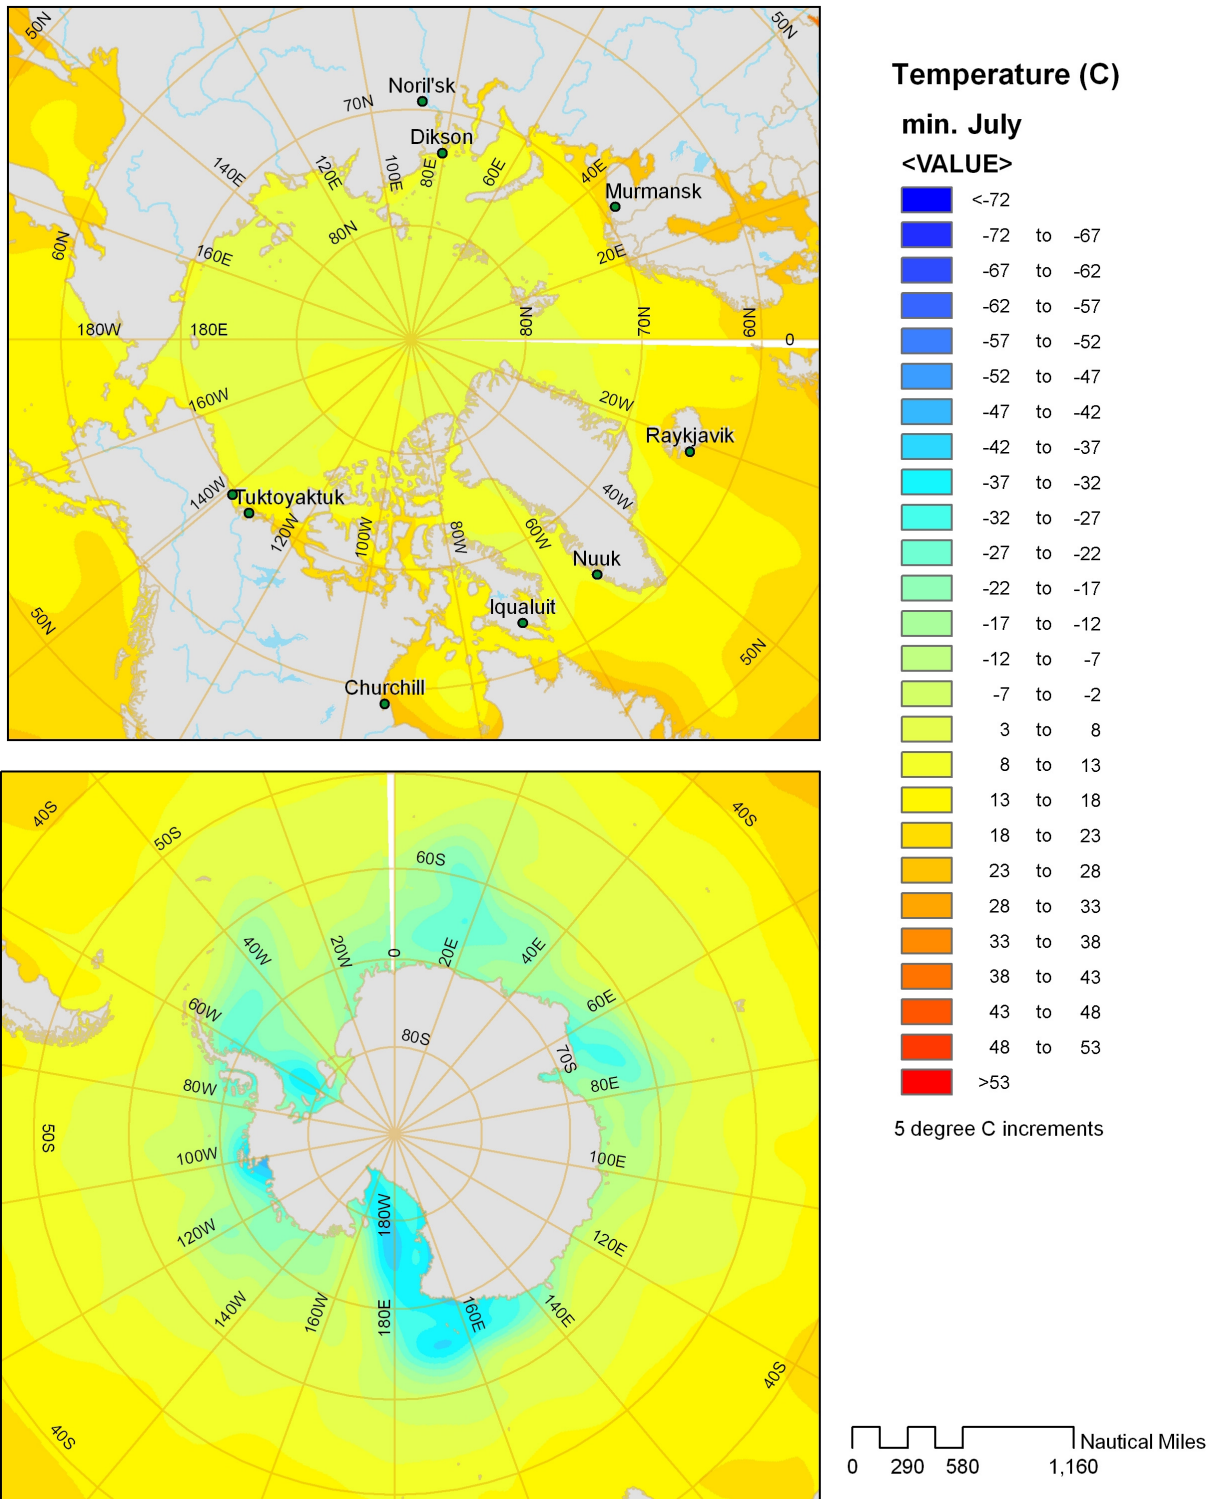 50N
50N
Noril'sk
70N
Dikson
140E
120E
100E
80E
60E
40E
Murmansk
80N
60N
160E
20E
180W
180E
80N
70N
60N
0
160W
20W
Raykjavik
140W
Tuktoyaktuk
120W
100W
80W
60W
40W
Nuuk
Iqualuit
50N
50N
Churchill
40S
50S
60S
40S
40W
20W
0
20E
40E
60W
60E
80S
70S
80W
80E
50S
100W
100E
180W
120W
120E
140W
160W
180E
160E
140E
40S
40S
Temperature (C)
min. July
<VALUE>
<-72
-72 to -67
-67 to -62
-62 to -57
-57 to -52
-52 to -47
-47 to -42
-42 to -37
-37 to -32
-32 to -27
-27 to -22
-22 to -17
-17 to -12
-12 to -7
-7 to -2
3 to 8
8 to 13
13 to 18
18 to 23
23 to 28
28 to 33
33 to 38
38 to 43
43 to 48
48 to 53
>53
5 degree C increments
Nautical Miles
0 290 580 1,160